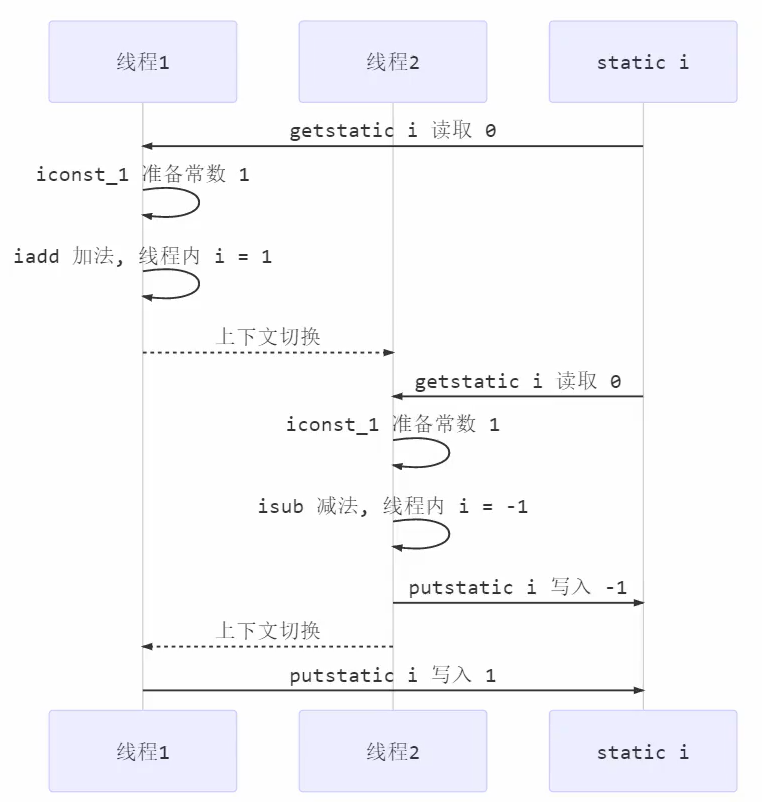 线程1
线程2
static i
getstatic i 读取 0
iconst_1 准备常数 1
iadd 加法, 线程内 i = 1
上下文切换
getstatic i 读取 0
iconst_1 准备常数 1
isub 减法, 线程内 i = -1
putstatic i 写入 -1
上下文切换
putstatic i 写入 1
线程1
线程2
static i